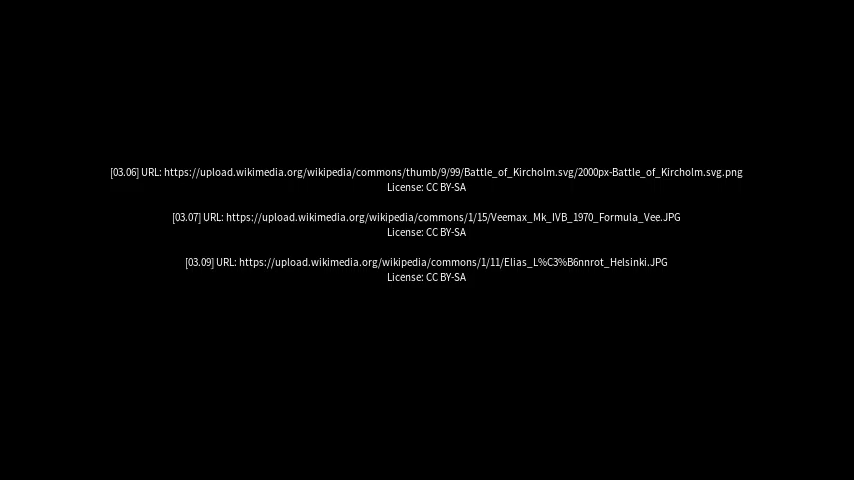 [03.06] URL: https://upload.wikimedia.org/wikipedia/commons/thumb/9/99/Battle_of_Kircholm.svg/2000px-Battle_of_Kircholm.svg.png
License: CC BY-SA
[03.07] URL: https://upload.wikimedia.org/wikipedia/commons/1/15/Veemax_Mk_IVB_1970_Formula_Vee.JPG
License: CC BY-SA
[03.09] URL: https://upload.wikimedia.org/wikipedia/commons/1/11/Elias_L%C3%B6nnrot_Helsinki.JPG
License: CC BY-SA